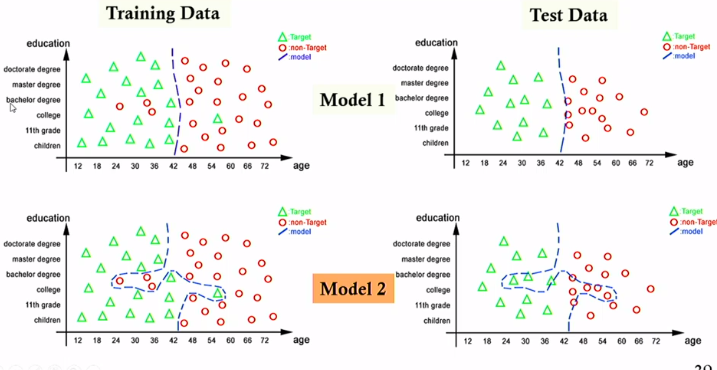 Training Data
Test Data
education
Target
:non-Target
:model
doctorate degree
master degree
bachelor degree
college
11th grade
children
12 18 24 30 36 42 48 54 60 66 72 age
Model 1
education
Target
:non-Target
:model
doctorate degree
master degree
bachelor degree
college
11th grade
children
12 18 24 30 36 42 48 54 60 66 72 age
education
Target
:non-Target
:model
doctorate degree
master degree
bachelor degree
college
11th grade
children
12 18 24 30 36 42 48 54 60 66 72 age
Model 2
education
Target
:non-Target
:model
doctorate degree
master degree
bachelor degree
college
11th grade
children
12 18 24 30 36 42 48 54 60 66 72 age